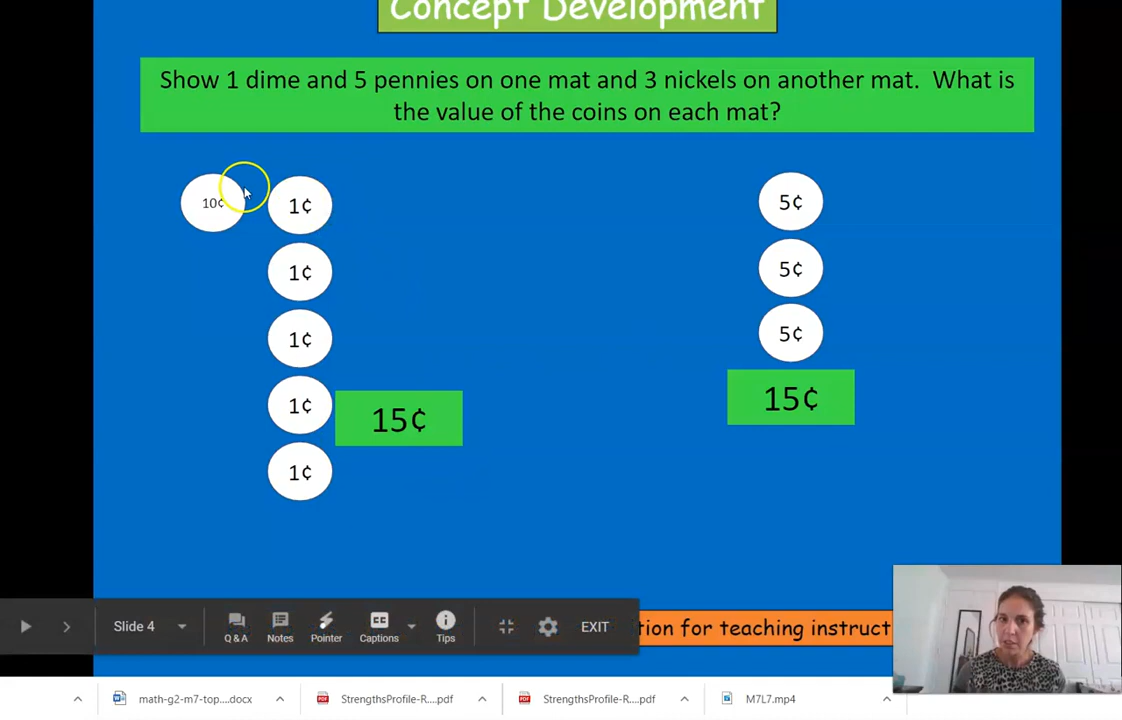 Concept Development
Show 1 dime and 5 pennies on one mat and 3 nickels on another mat. What is
the value of the coins on each mat?
10¢
1¢
1¢
1¢
1¢
1¢
15¢
5¢
5¢
5¢
15¢
Slide 4
Q & A
Notes
Pointer
CC
Captions
Tips
EXIT
tion for teaching instruct
math-g2-m7-top....docx
StrengthsProfile-R....pdf
StrengthsProfile-R....pdf
M7L7.mp4